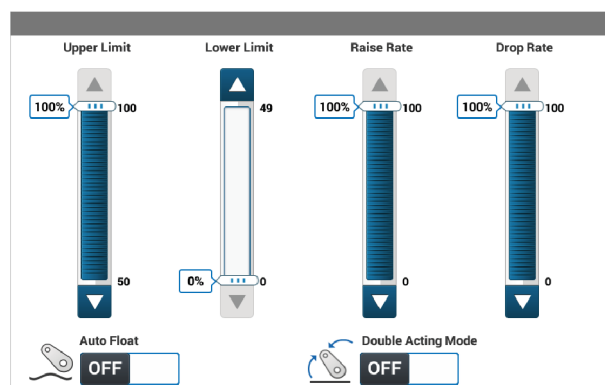 Upper Limit Lower Limit Raise Rate Drop Rate
100% 100 49 100% 100 100% 100
50 0% 0 0 0
Auto Float Double Acting Mode
OFF OFF